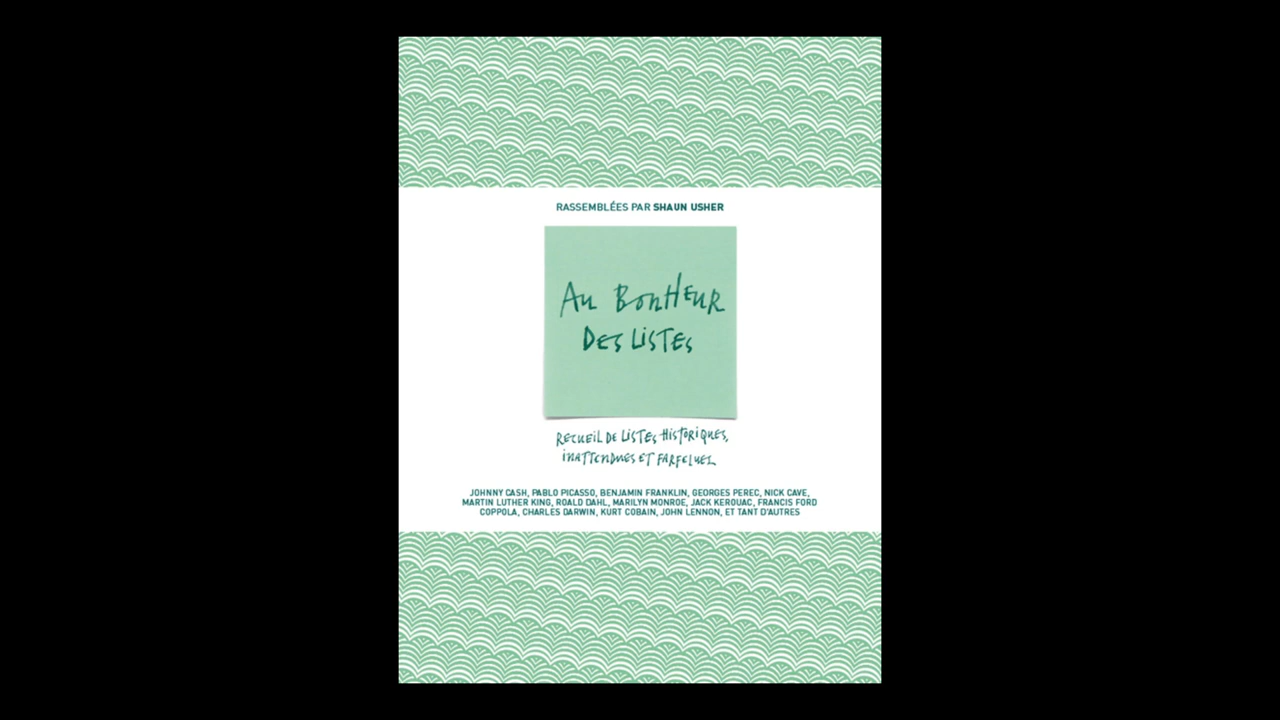 RASSEMBLÉES PAR SHAUN USHER
AU BONHEUR
DES LISTES
RECUEIL DE LISTES HISTORIQUES,
INATTENDUES ET FARFELUES
JOHNNY CASH, PABLO PICASSO, BENJAMIN FRANKLIN, GEORGES PEREC, NICK CAVE,
MARTIN LUTHER KING, ROALD DAHL, MARILYN MONROE, JACK KEROUAC, FRANCIS FORD
COPPOLA, CHARLES DARWIN, KURT COBAIN, JOHN LENNON, ET TANT D'AUTRES